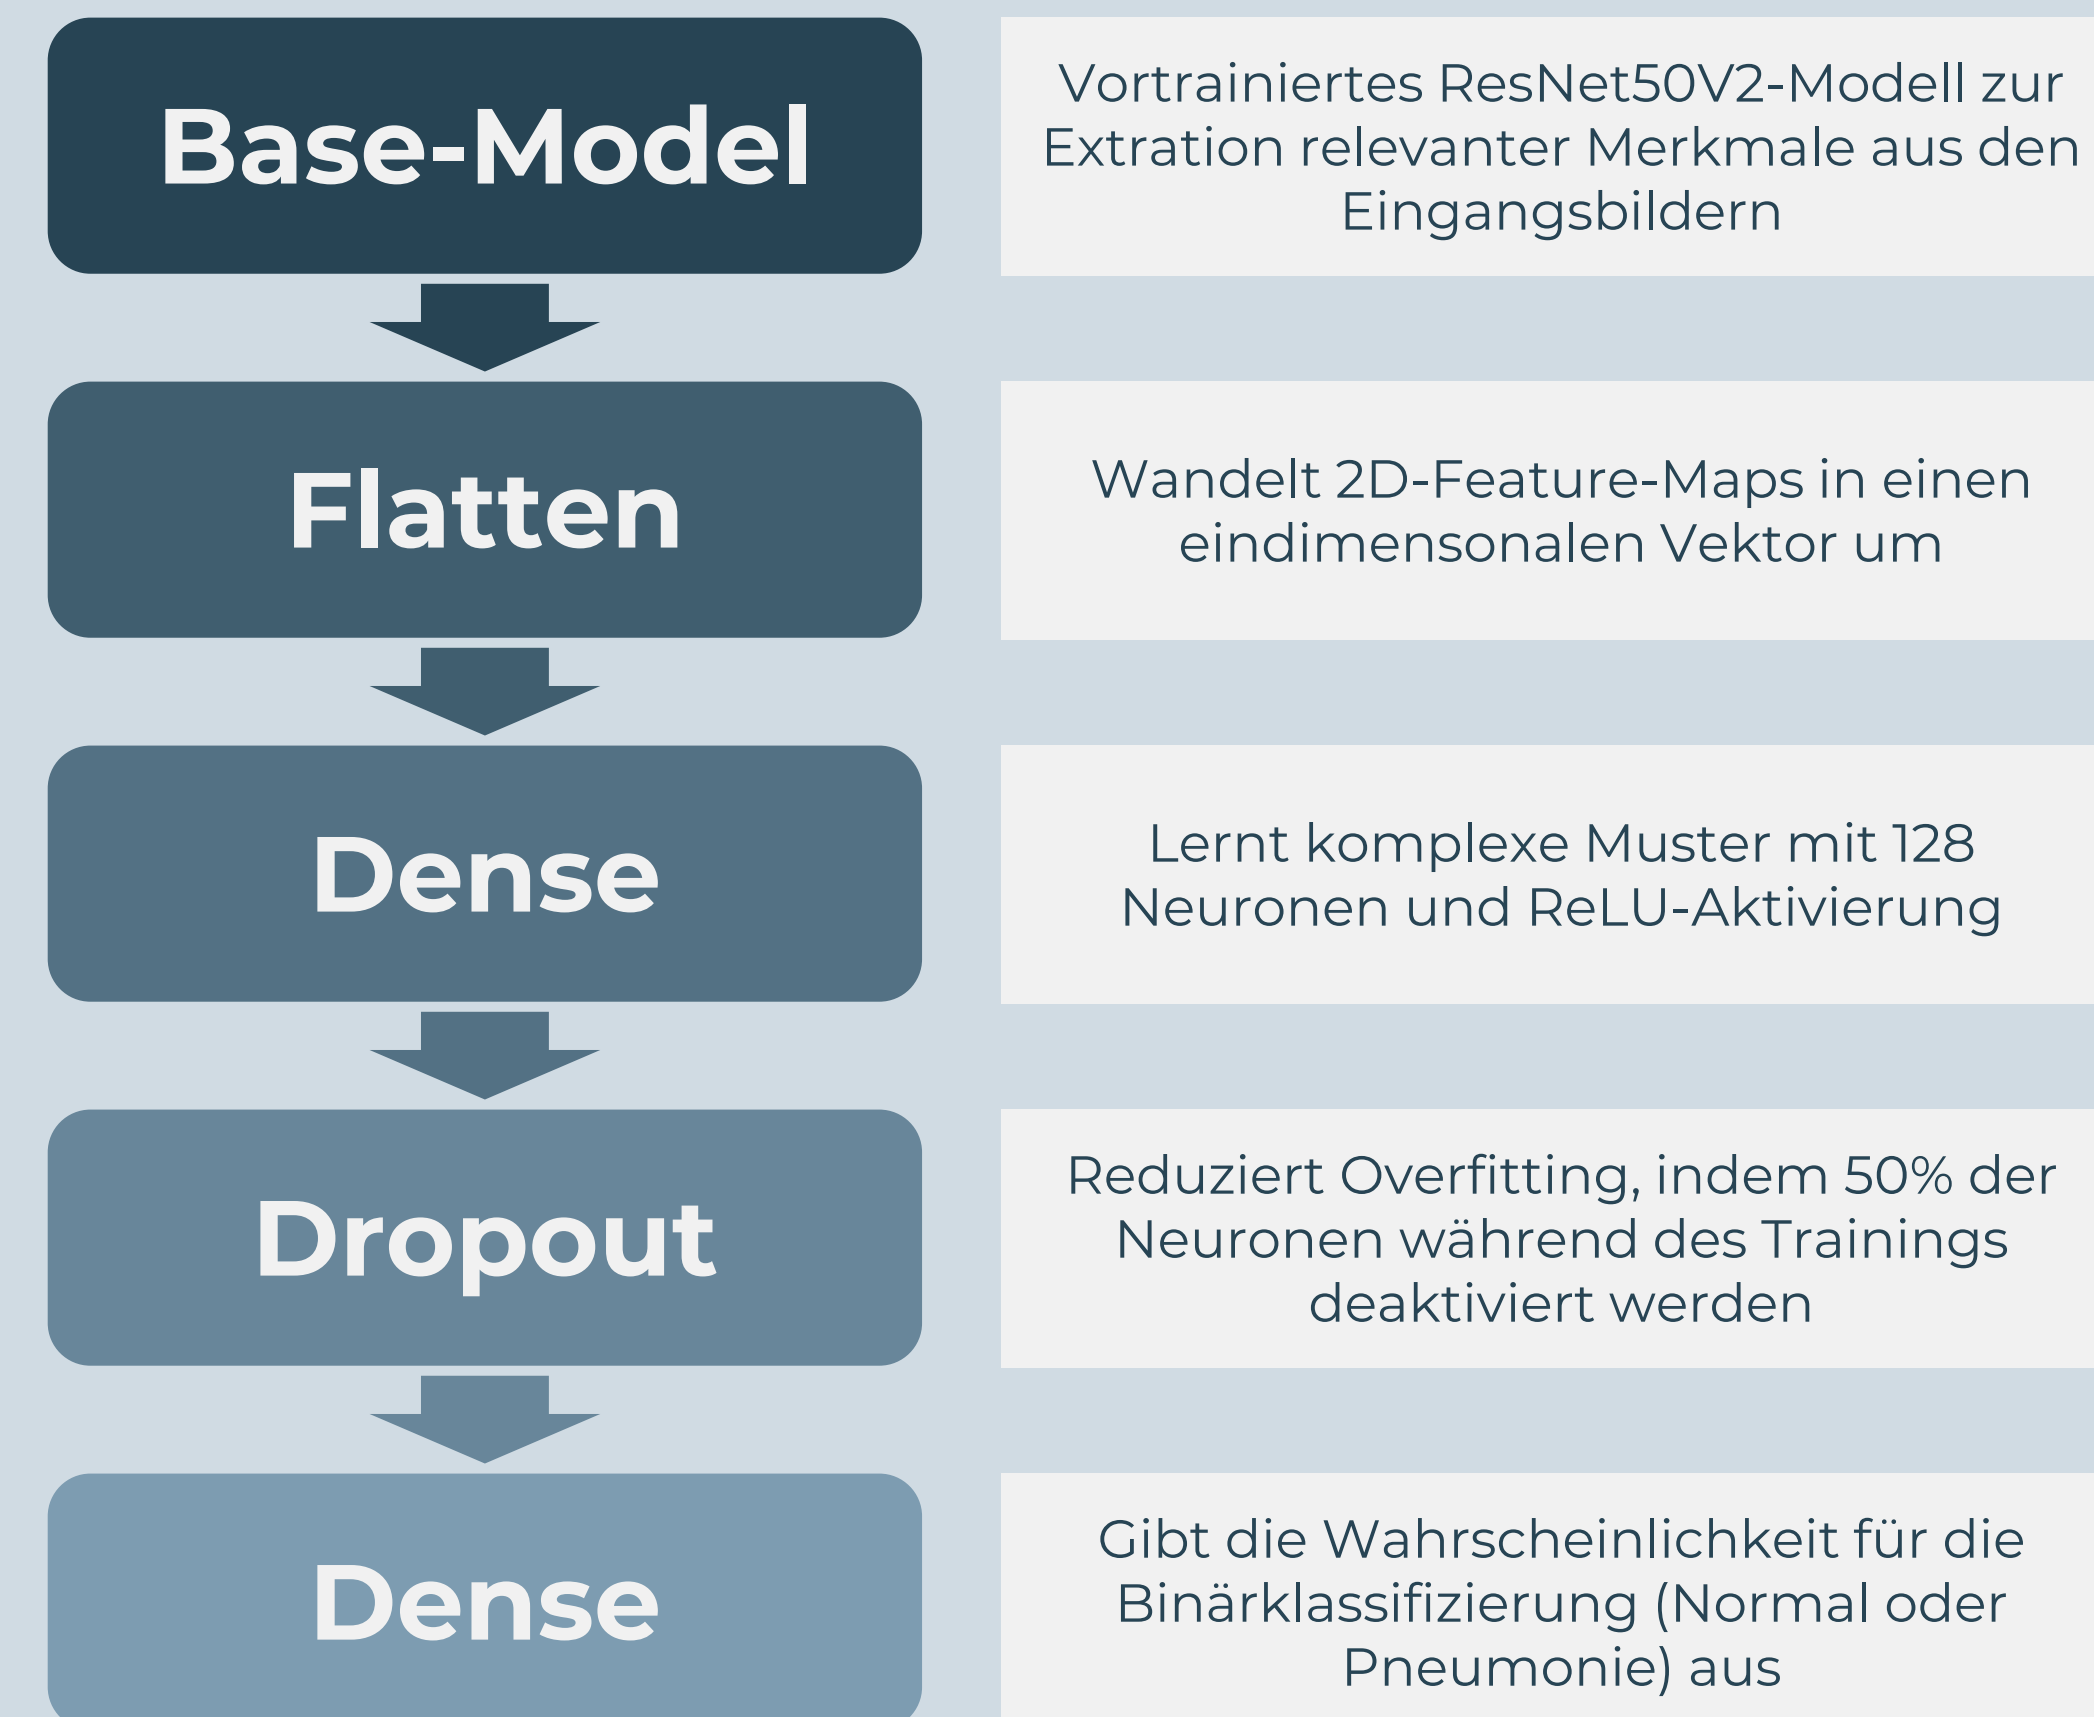 Base-Model
Vortrainiertes ResNet50V2-Modell zur
Extration relevanter Merkmale aus den
Eingangsbildern
Flatten
Wandelt 2D-Feature-Maps in einen
eindimensonalen Vektor um
Dense
Lernt komplexe Muster mit 128
Neuronen und ReLU-Aktivierung
Dropout
Reduziert Overfitting, indem 50% der
Neuronen während des Trainings
deaktiviert werden
Dense
Gibt die Wahrscheinlichkeit für die
Binärklassifizierung (Normal oder
Pneumonie) aus